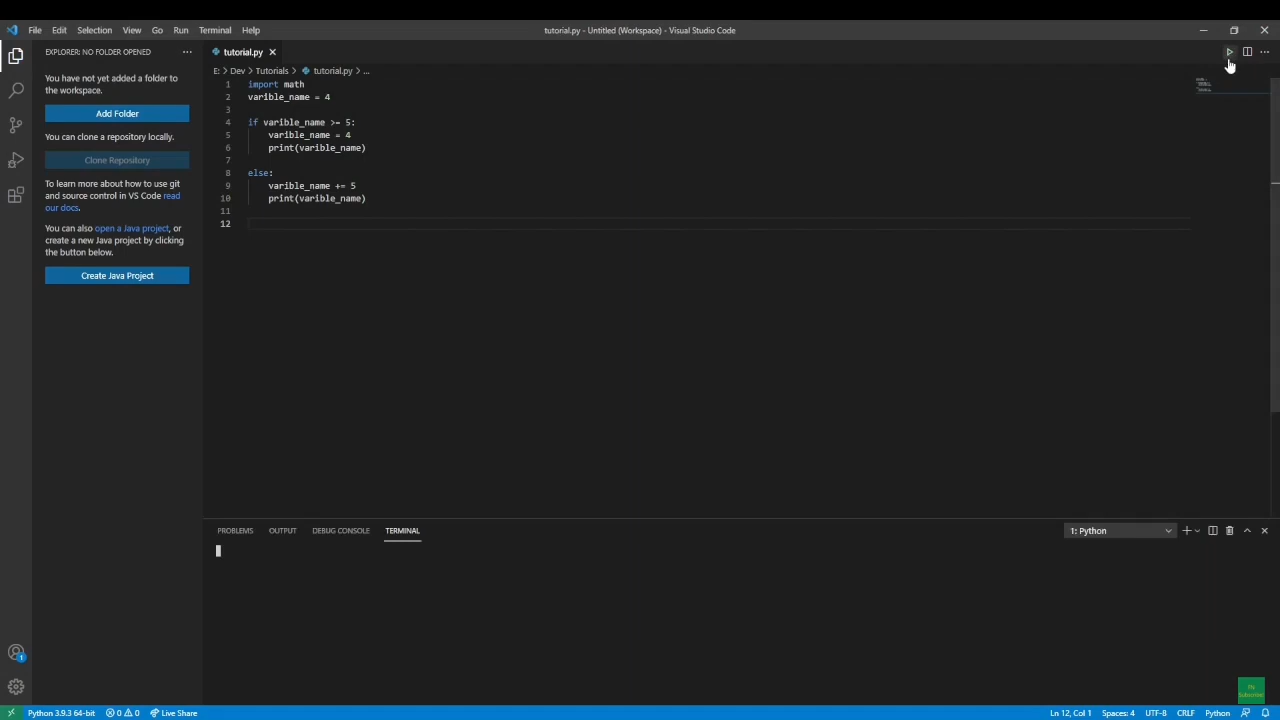 File Edit Selection View Go Run Terminal Help
tutorial.py - Untitled (Workspace) - Visual Studio Code
EXPLORER: NO FOLDER OPENED
You have not yet added a folder to
the workspace.
Add Folder
You can clone a repository locally.
Clone Repository
To learn more about how to use git
and source control in VS Code read
our docs.
You can also open a Java project, or
create a new Java project by clicking
the button below.
Create Java Project
tutorial.py
E: > Dev > Tutorials > tutorial.py > ...
1 import math
2 varible_name = 4
3
4 if varible_name >= 5:
5 varible_name = 4
6 print(varible_name)
7
8 else:
9 varible_name += 5
10 print(varible_name)
11
12
PROBLEMS OUTPUT DEBUG CONSOLE TERMINAL
1: Python
1
Subscribe
Python 3.9.3 64-bit 0 0 Live Share
Ln 12, Col 1 Spaces: 4 UTF-8 CRLF Python